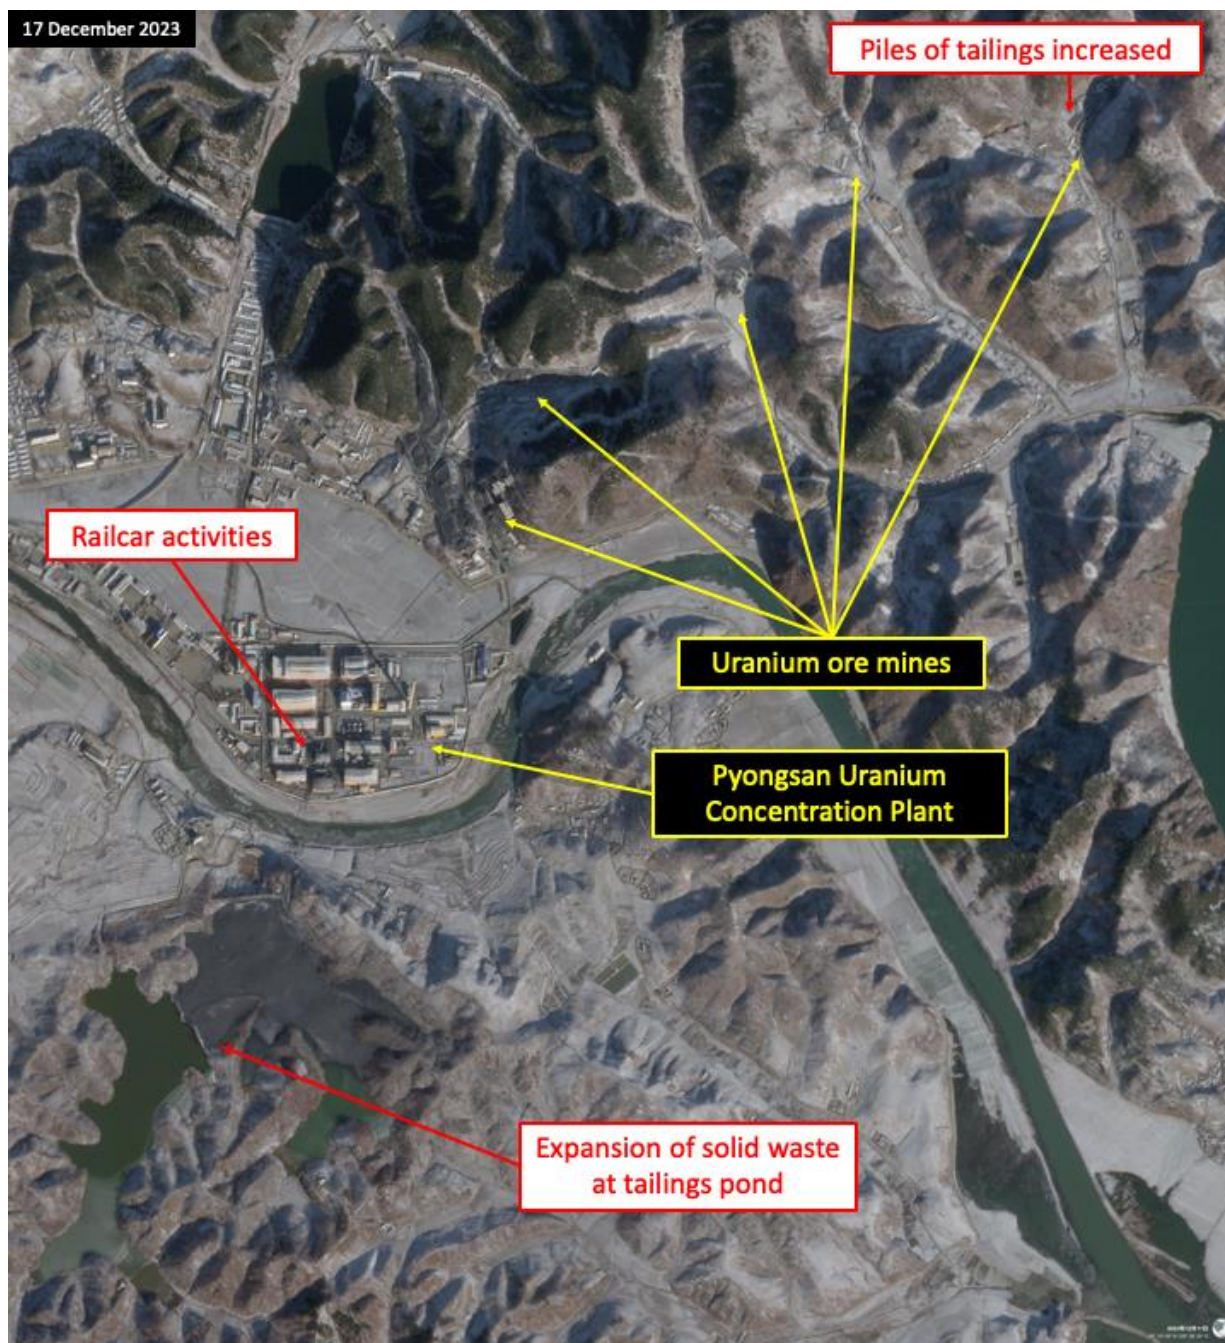 17 December 2023
Piles of tailings increased
Railcar activities
Uranium ore mines
Pyongsan Uranium
Concentration Plant
Expansion of solid waste
at tailings pond